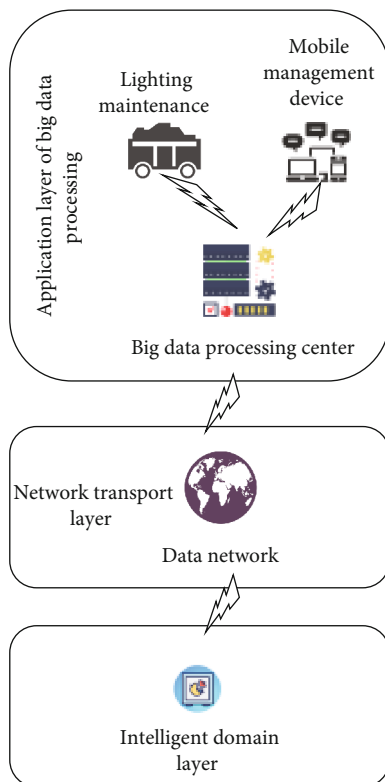 Application layer of big data
processing
Lighting
maintenance
Mobile
management
device
Big data processing center
Network transport
layer
Data network
Intelligent domain
layer